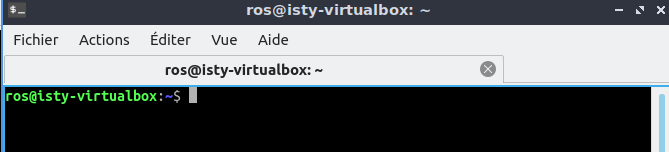 ros@isty-virtualbox: ~
Fichier Actions Éditer Vue Aide
ros@isty-virtualbox: ~
ros@isty-virtualbox:~$